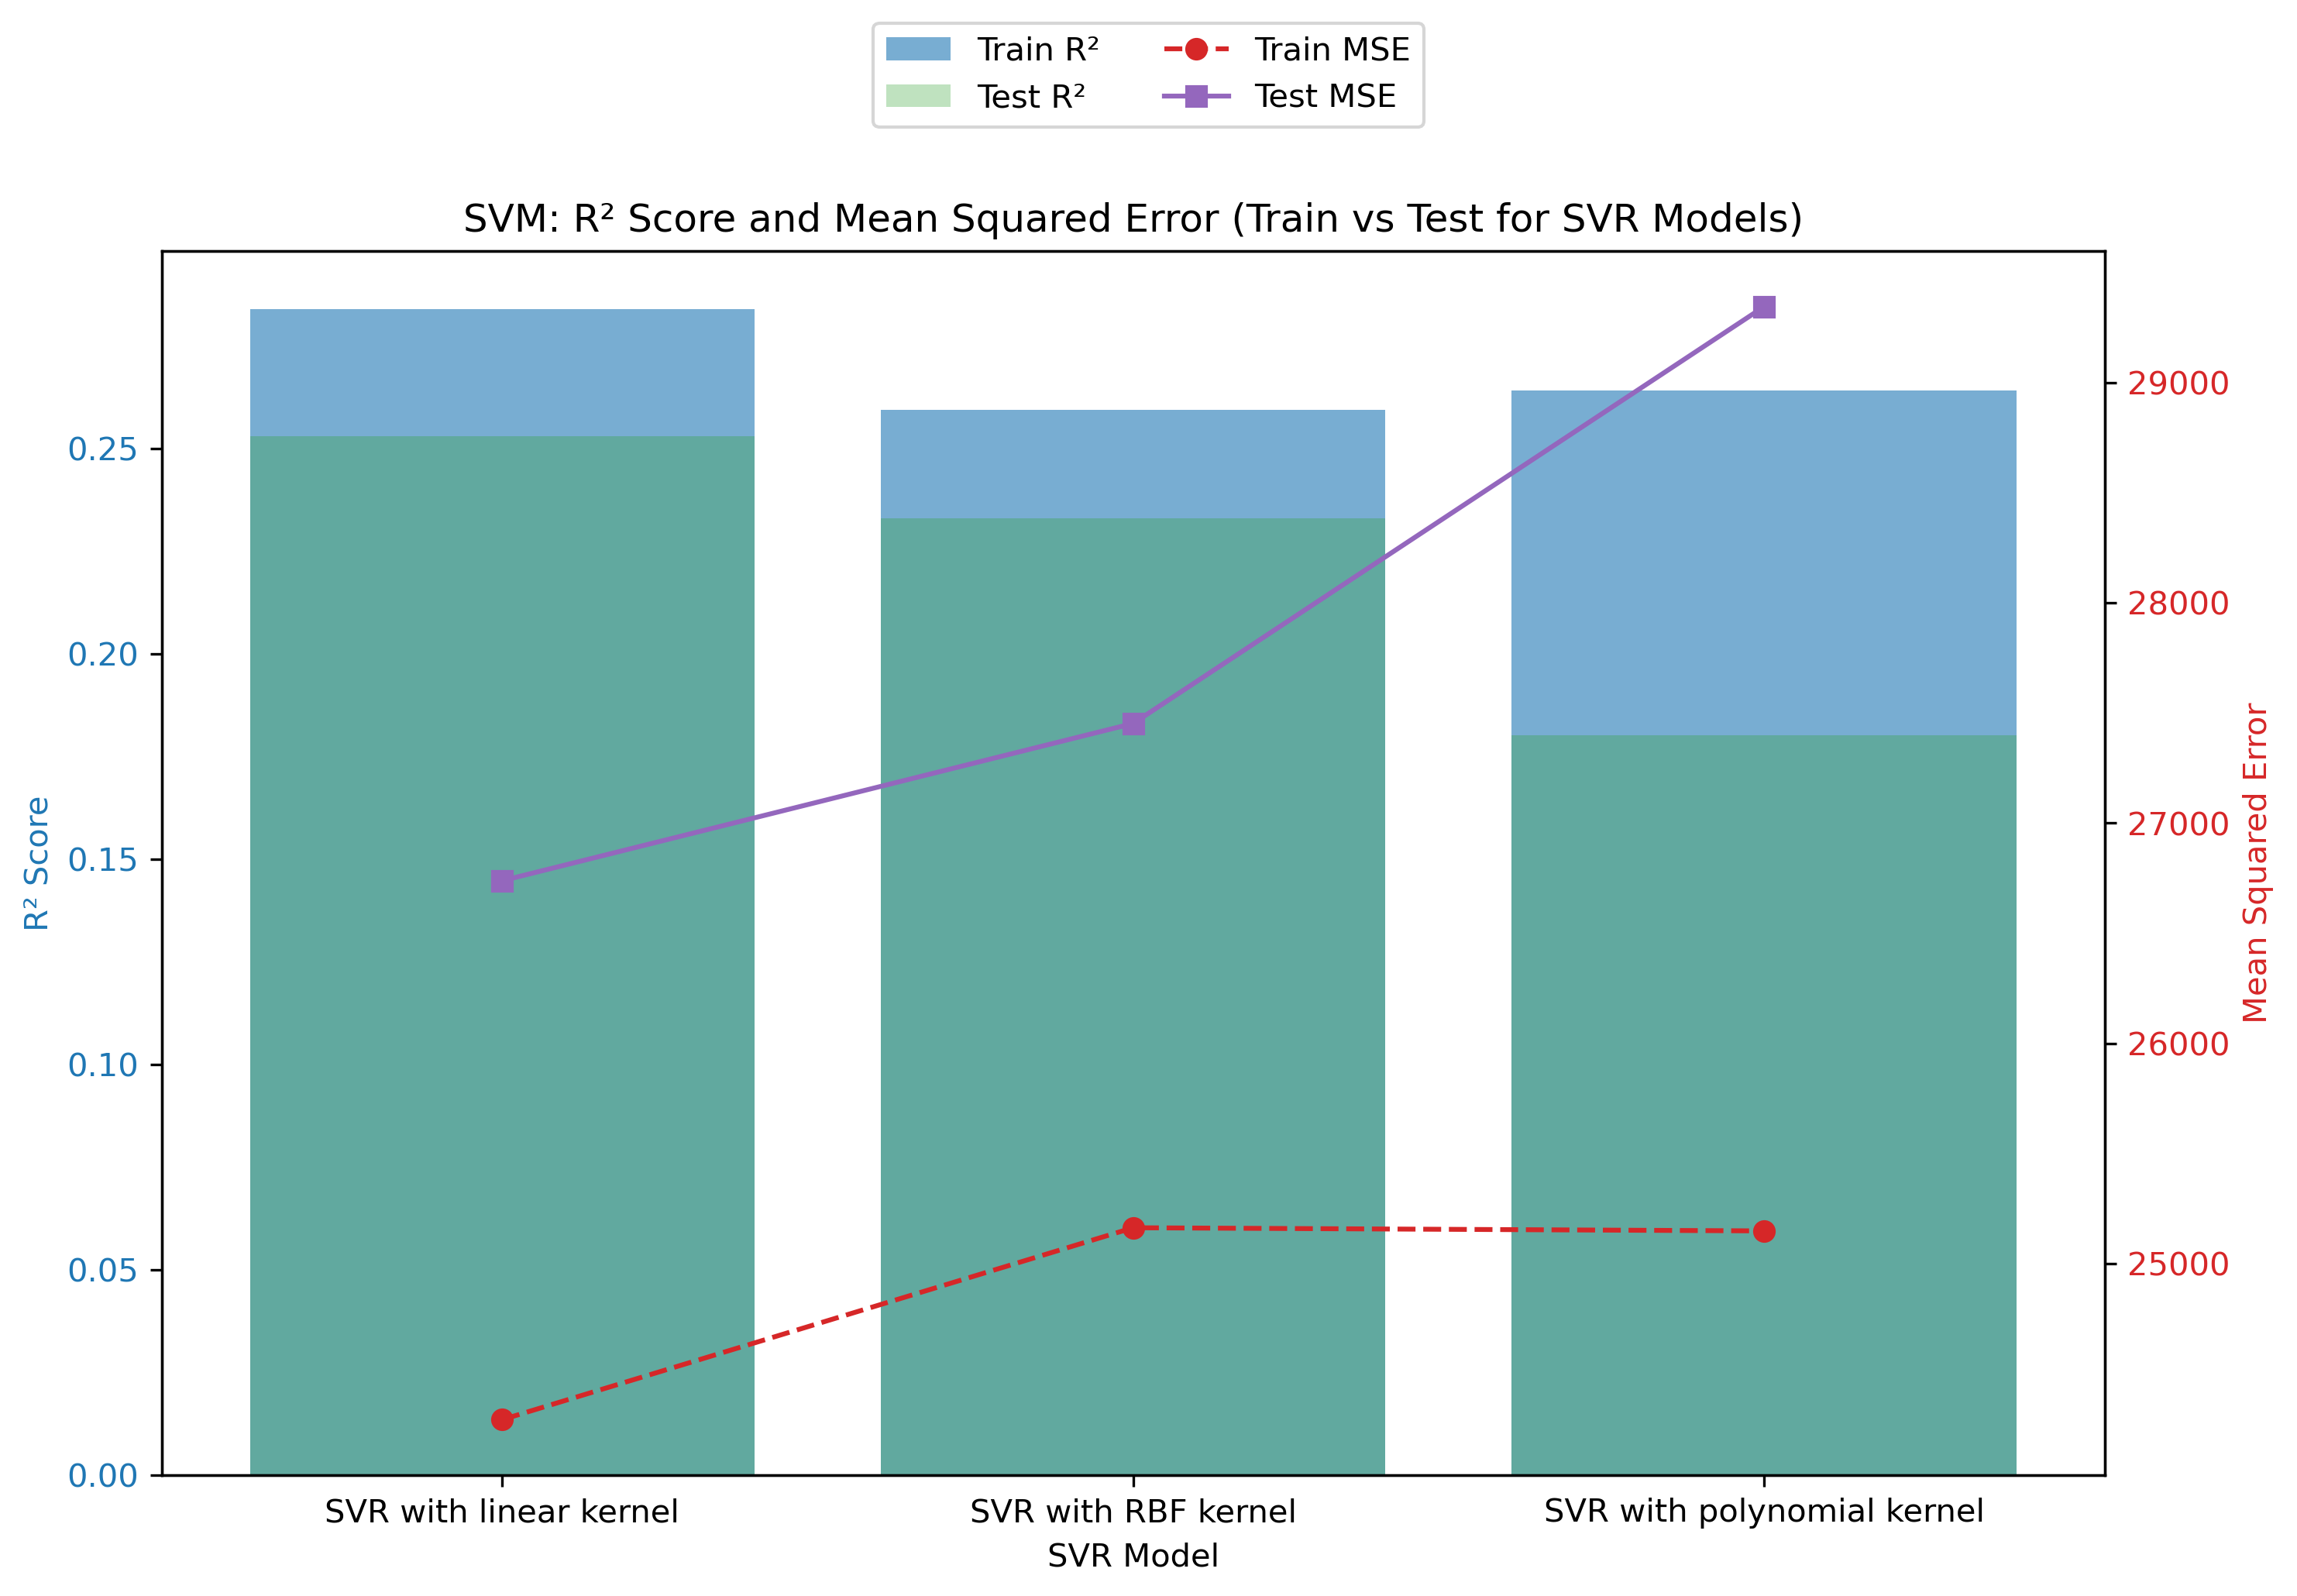 Train R²
Test R²
Train MSE
Test MSE
SVM: R² Score and Mean Squared Error (Train vs Test for SVR Models)
R² Score
0.25
0.20
0.15
0.10
0.05
0.00
29000
28000
27000
26000
25000
Mean Squared Error
SVR with linear kernel
SVR with RBF kernel
SVR with polynomial kernel
SVR Model